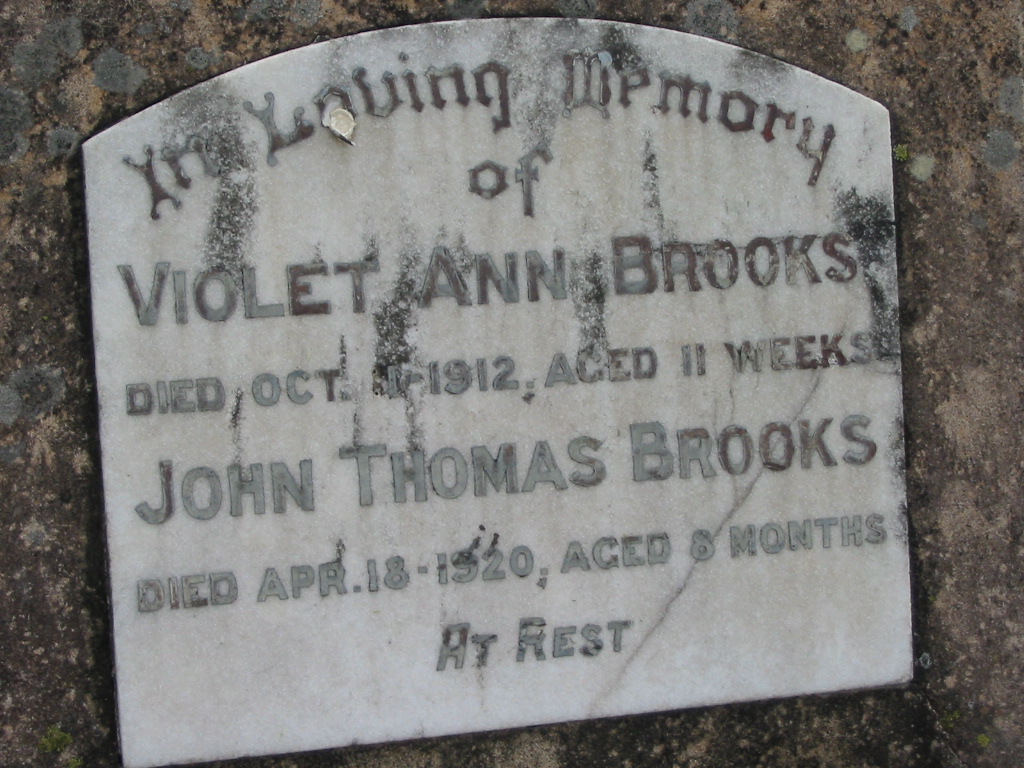 In Loving Memory
of
VIOLET ANN BROOKS
DIED OCT. 1-1912, AGED 11 WEEKS
JOHN THOMAS BROOKS
DIED APR. 18-1920, AGED 8 MONTHS
AT REST